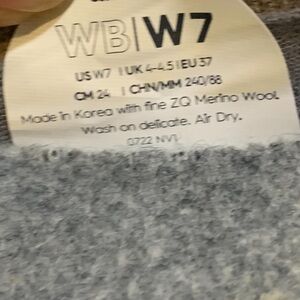 WB|W7
US W7 | UK 4-4.5 | EU 37
CM 24 | CHN/MM 240/88
Made in Korea with fine ZQ Merino Wool.
Wash on delicate. Air Dry.
0722 NV1